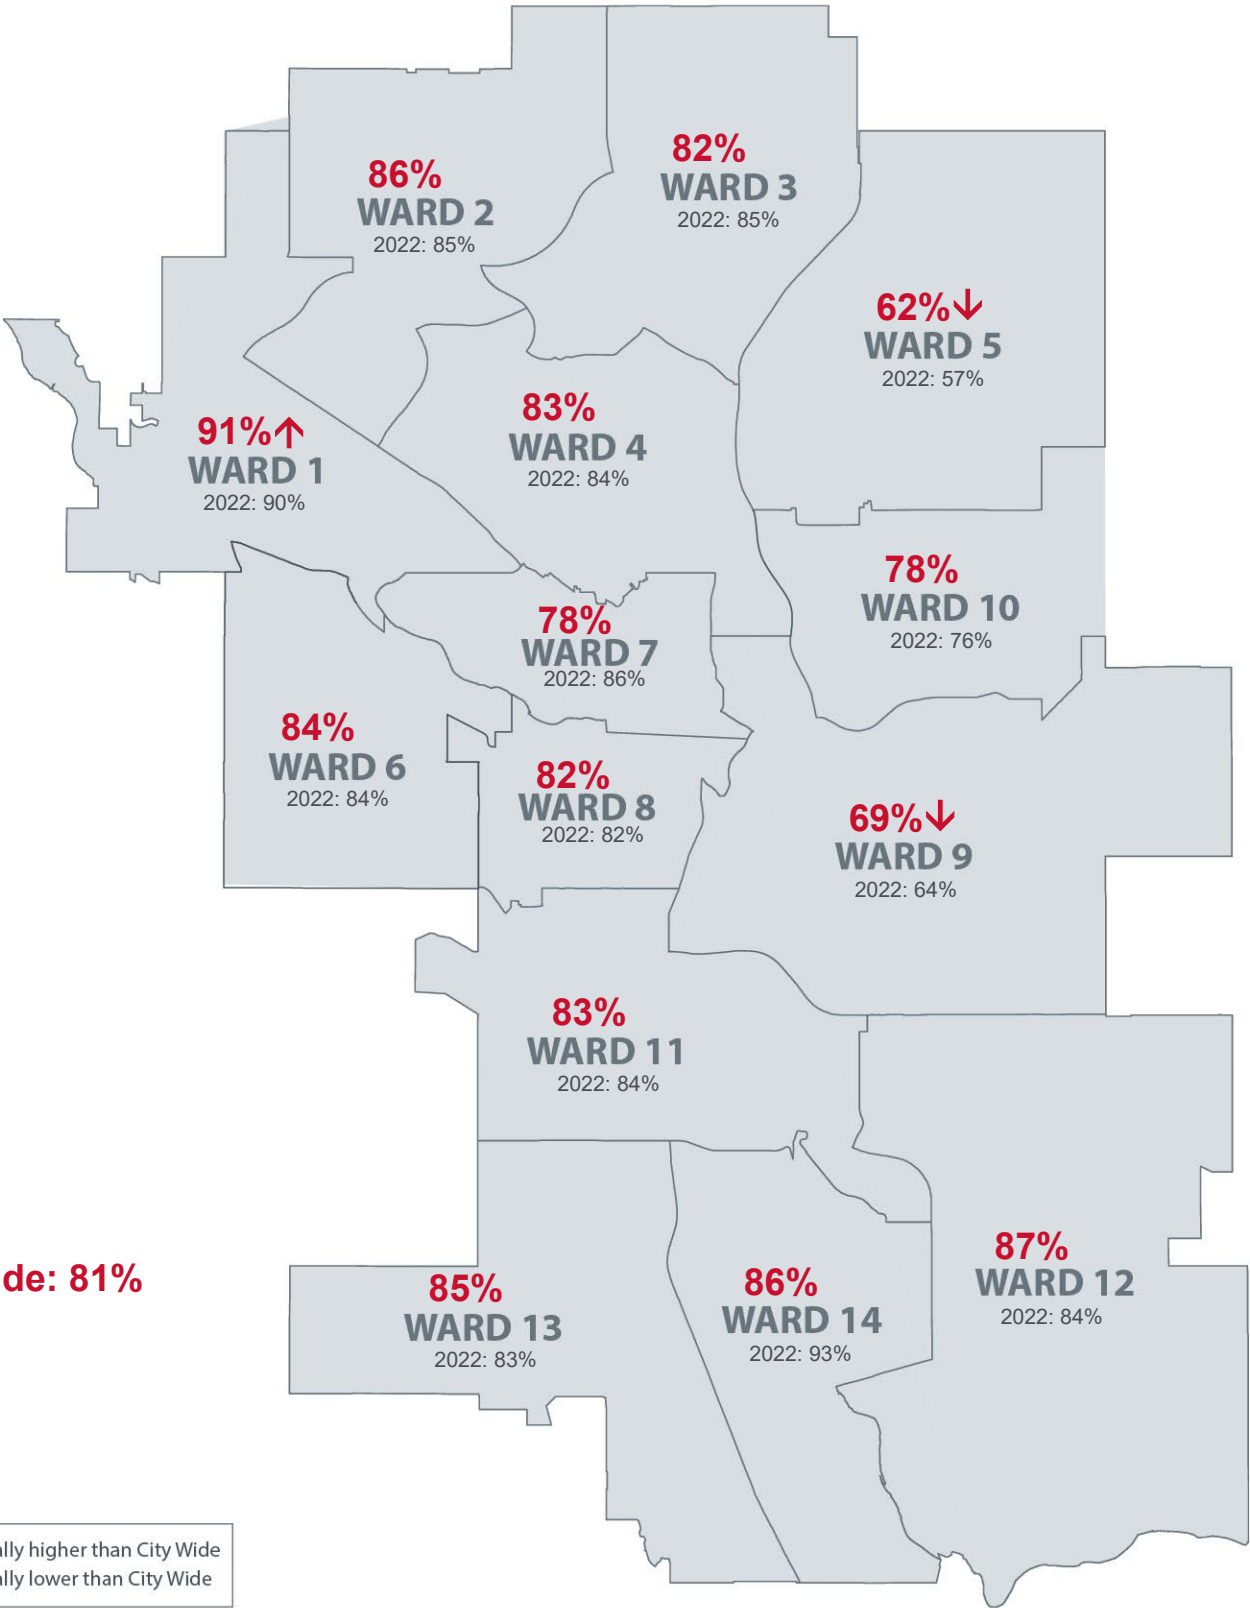 82%
WARD 3
2022: 85%
86%
WARD 2
2022: 85%
62%↓
WARD 5
2022: 57%
83%
WARD 4
2022: 84%
91%↑
WARD 1
2022: 90%
78%
WARD 10
2022: 76%
78%
WARD 7
2022: 86%
84%
WARD 6
2022: 84%
82%
WARD 8
2022: 82%
69%↓
WARD 9
2022: 64%
83%
WARD 11
2022: 84%
87%
WARD 12
2022: 84%
de: 81%
85%
WARD 13
2022: 83%
86%
WARD 14
2022: 93%
ally higher than City Wide
ally lower than City Wide